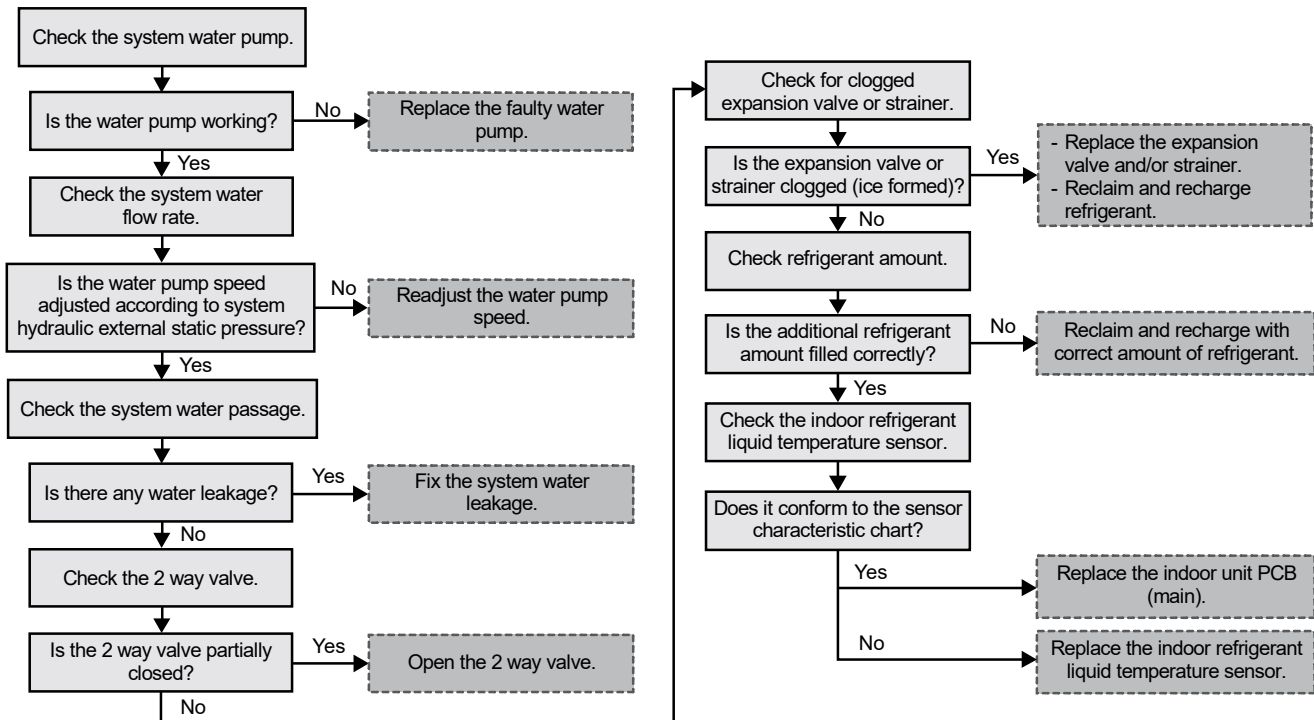 Check the system water pump.
Is the water pump working?
No
Replace the faulty water
pump.
Yes
Check the system water
flow rate.
Is the water pump speed
adjusted according to system
hydraulic external static pressure?
No
Readjust the water pump
speed.
Yes
Check the system water passage.
Is there any water leakage?
Yes
Fix the system water
leakage.
No
Check the 2 way valve.
Is the 2 way valve partially
closed?
Yes
Open the 2 way valve.
No
Check for clogged
expansion valve or strainer.
Is the expansion valve or
strainer clogged (ice formed)?
Yes
- Replace the expansion
valve and/or strainer.
- Reclaim and recharge
refrigerant.
No
Check refrigerant amount.
Is the additional refrigerant
amount filled correctly?
No
Reclaim and recharge with
correct amount of refrigerant.
Yes
Check the indoor refrigerant
liquid temperature sensor.
Does it conform to the sensor
characteristic chart?
Yes
Replace the indoor unit PCB
(main).
No
Replace the indoor refrigerant
liquid temperature sensor.